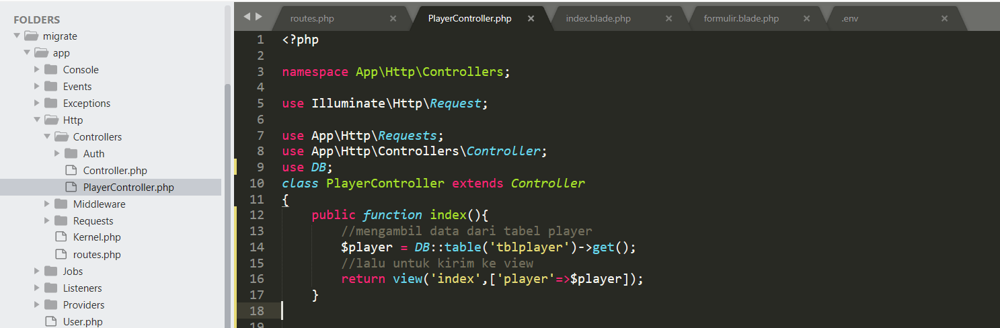 FOLDERS
migrate
app
Console
Events
Exceptions
Http
Controllers
Auth
Controller.php
PlayerController.php
Middleware
Requests
Kernel.php
routes.php
Jobs
Listeners
Providers
User.php
routes.php × PlayerController.php × index.blade.php × formulir.blade.php × .env ×
1 <?php
2
3 namespace App\Http\Controllers;
4
5 use Illuminate\Http\Request;
6
7 use App\Http\Requests;
8 use App\Http\Controllers\Controller;
9 use DB;
10 class PlayerController extends Controller
11 {
12 public function index(){
13 //mengambil data dari tabel player
14 $player = DB::table('tblplayer')->get();
15 //lalu untuk kirim ke view
16 return view('index',['player'=>$player]);
17 }
18
19